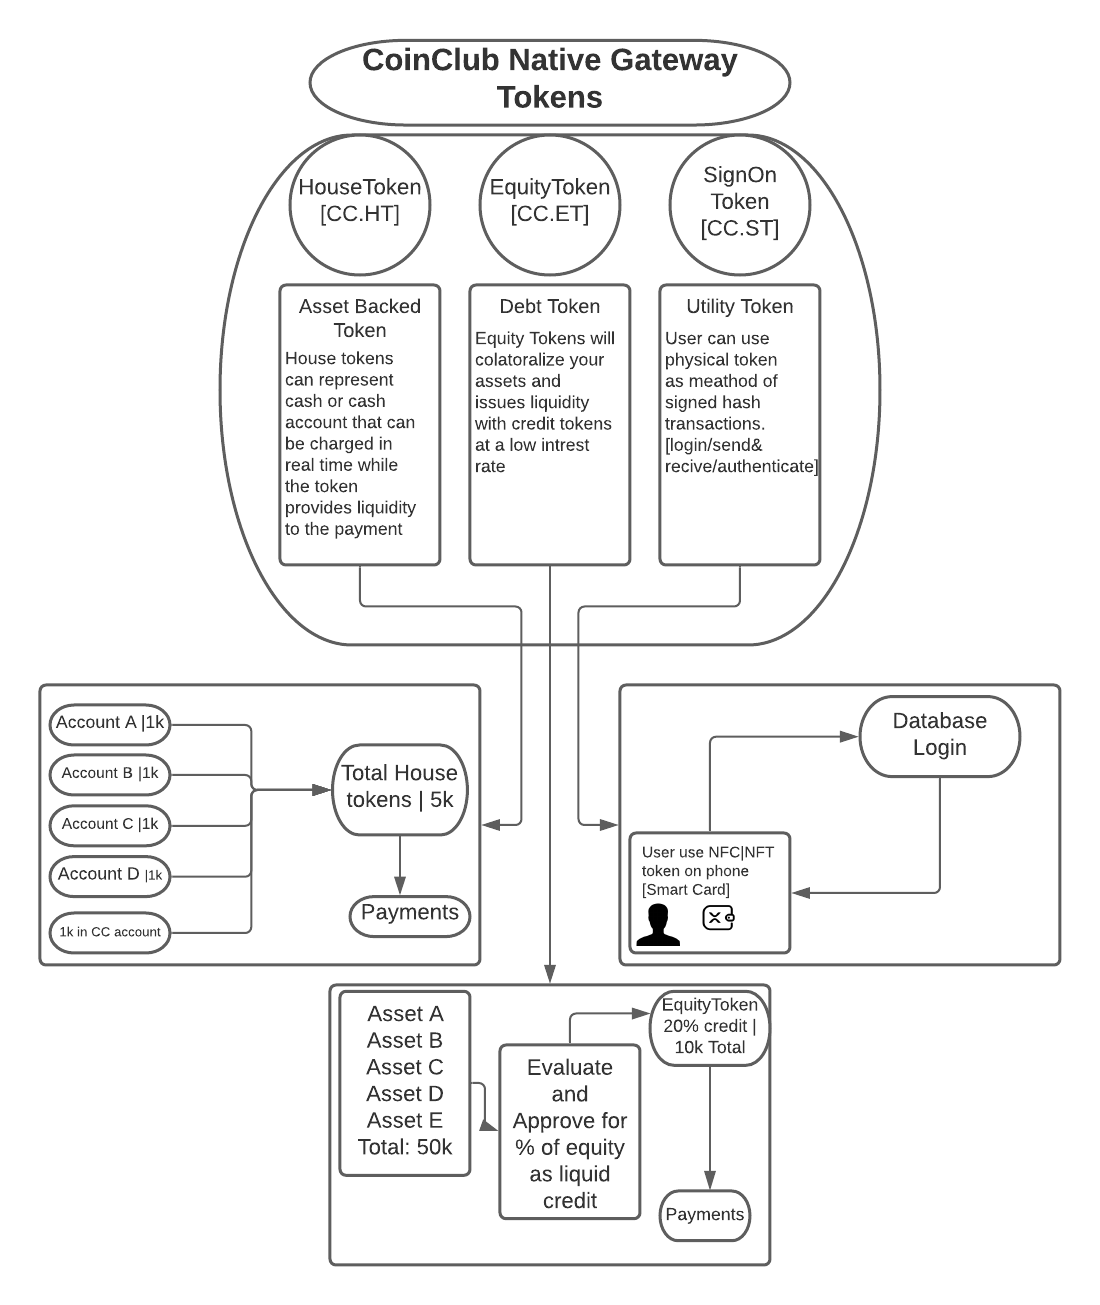 CoinClub Native Gateway
Tokens
HouseToken
[CC.HT]
EquityToken
[CC.ET]
SignOn
Token
[CC.ST]
Asset Backed
Token
House tokens
can represent
cash or cash
account that can
be charged in
real time while
the token
provides liquidity
to the payment
Debt Token
Equity Tokens will
colatoralize your
assets and
issues liquidity
with credit tokens
at a low intrest
rate
Utility Token
User can use
physical token
as meathod of
signed hash
transactions.
[login/send&
recive/authenticate]
Account A |1k
Account B |1k
Account C |1k
Account D |1k
1k in CC account
Total House
tokens | 5k
Payments
Database
Login
User use NFC|NFT
token on phone
[Smart Card]
Asset A
Asset B
Asset C
Asset D
Asset E
Total: 50k
Evaluate
and
Approve for
% of equity
as liquid
credit
EquityToken
20% credit |
10k Total
Payments